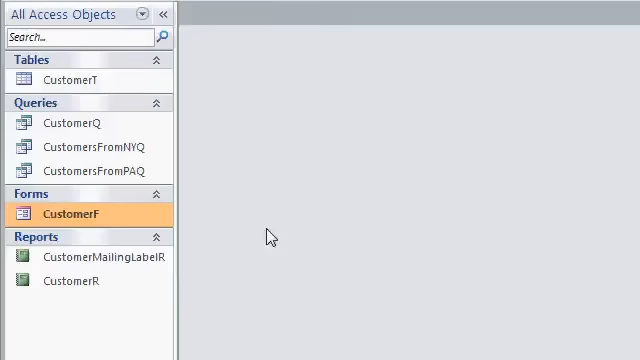 All Access Objects
Search...
Tables
CustomerT
Queries
CustomerQ
CustomersFromNYQ
CustomersFromPAQ
Forms
CustomerF
Reports
CustomerMailingLabelR
CustomerR